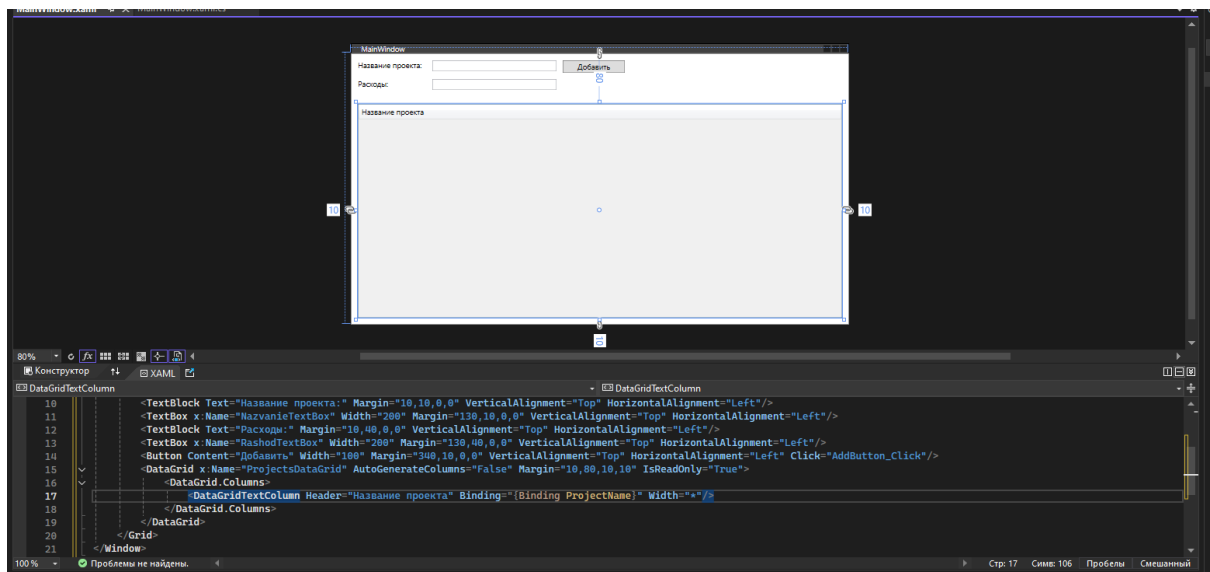 MainWindow.xaml MainWindow.xaml.cs
MainWindow
Название проекта: Добавить
80
Расходы:
Название проекта
10 10
10
80% fx
Конструктор XAML
DataGridTextColumn DataGridTextColumn
10 <TextBlock Text="Название проекта:" Margin="10,10,0,0" VerticalAlignment="Top" HorizontalAlignment="Left"/>
11 <TextBox x:Name="NazvanieTextBox" Width="200" Margin="130,10,0,0" VerticalAlignment="Top" HorizontalAlignment="Left"/>
12 <TextBlock Text="Расходы:" Margin="10,40,0,0" VerticalAlignment="Top" HorizontalAlignment="Left"/>
13 <TextBox x:Name="RashodTextBox" Width="200" Margin="130,40,0,0" VerticalAlignment="Top" HorizontalAlignment="Left"/>
14 <Button Content="Добавить" Width="100" Margin="340,10,0,0" VerticalAlignment="Top" HorizontalAlignment="Left" Click="AddButton_Click"/>
15 <DataGrid x:Name="ProjectsDataGrid" AutoGenerateColumns="False" Margin="10,80,10,10" IsReadOnly="True">
16 <DataGrid.Columns>
17 <DataGridTextColumn Header="Название проекта" Binding="{Binding ProjectName}" Width="*"/>
18 </DataGrid.Columns>
19 </DataGrid>
20 </Grid>
21 </Window>
100 % Проблемы не найдены. Стр: 17 Симв: 106 Пробелы Смешанный